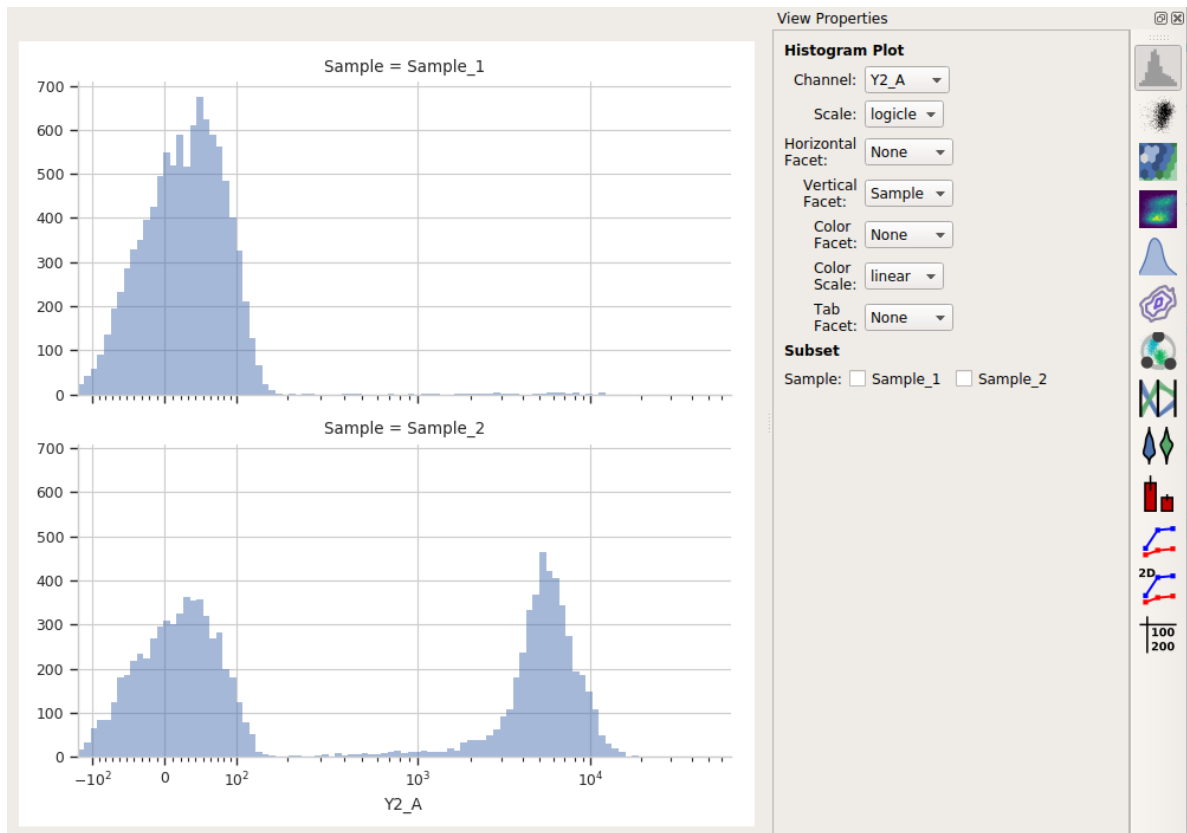 View Properties
Sample = Sample_1
700
600
500
400
300
200
100
0
Sample = Sample_2
700
600
500
400
300
200
100
0
−10² 0 10² 10³ 10⁴
Y2_A
Histogram Plot
Channel: Y2_A
Scale: logicle
Horizontal
Facet: None
Vertical
Facet: Sample
Color
Facet: None
Color
Scale: linear
Tab
Facet: None
Subset
Sample: Sample_1 Sample_2
2D
100
200